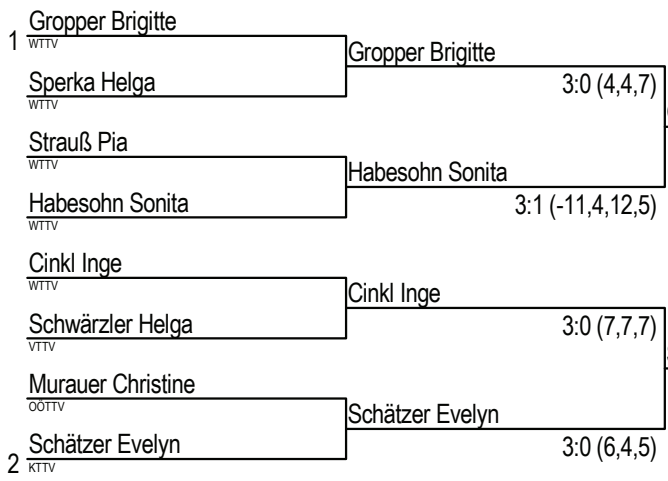 Gropper Brigitte
1 WTTV
Gropper Brigitte
Sperka Helga
3:0 (4,4,7)
WTTV
Strauß Pia
WTTV
Habesohn Sonita
Habesohn Sonita
3:1 (-11,4,12,5)
WTTV
Cinkl Inge
WTTV
Cinkl Inge
Schwärzler Helga
3:0 (7,7,7)
VTTV
Murauer Christine
OÖTTV
Schätzer Evelyn
Schätzer Evelyn
3:0 (6,4,5)
2 KTTV